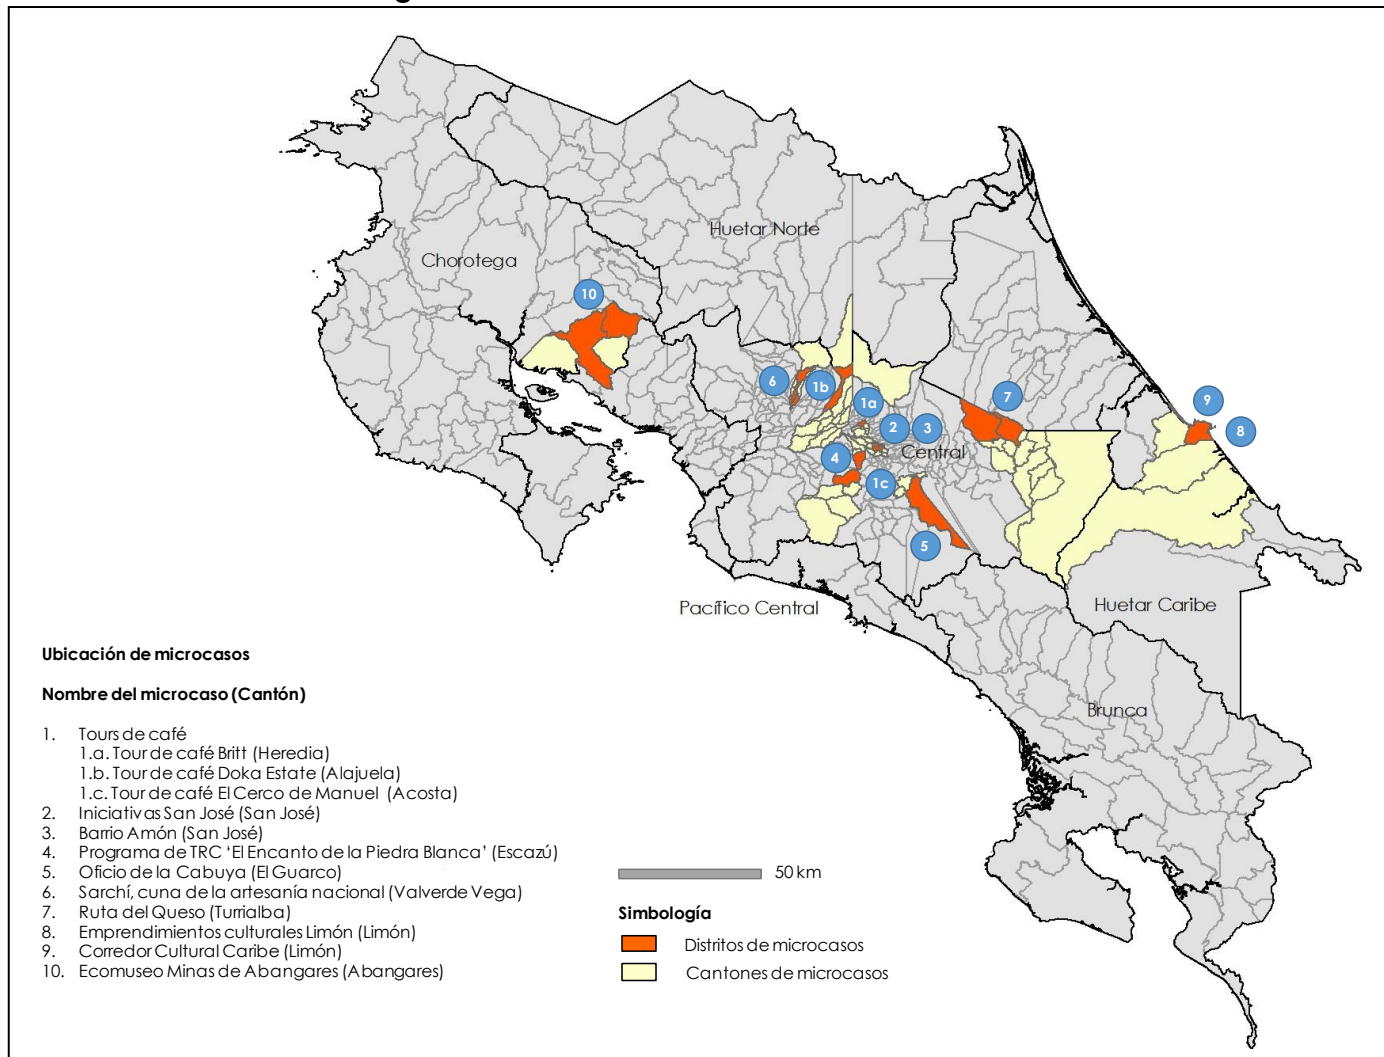 Huetar Norte
Chorotega
10
6
1b
1a
7
9
2
3
8
Central
4
1c
5
Pacífico Central
Huetar Caribe
Brunca
Ubicación de microcasos
Nombre del microcaso (Cantón)
1. Tours de café
1.a. Tour de café Britt (Heredia)
1.b. Tour de café Doka Estate (Alajuela)
1.c. Tour de café El Cerco de Manuel (Acosta)
2. Iniciativas San José (San José)
3. Barrio Amón (San José)
4. Programa de TRC ‘El Encanto de la Piedra Blanca’ (Escazú)
5. Oficio de la Cabuya (El Guarco)
6. Sarchí, cuna de la artesanía nacional (Valverde Vega)
7. Ruta del Queso (Turrialba)
8. Emprendimientos culturales Limón (Limón)
9. Corredor Cultural Caribe (Limón)
10. Ecomuseo Minas de Abangares (Abangares)
50 km
Simbología
Distritos de microcasos
Cantones de microcasos